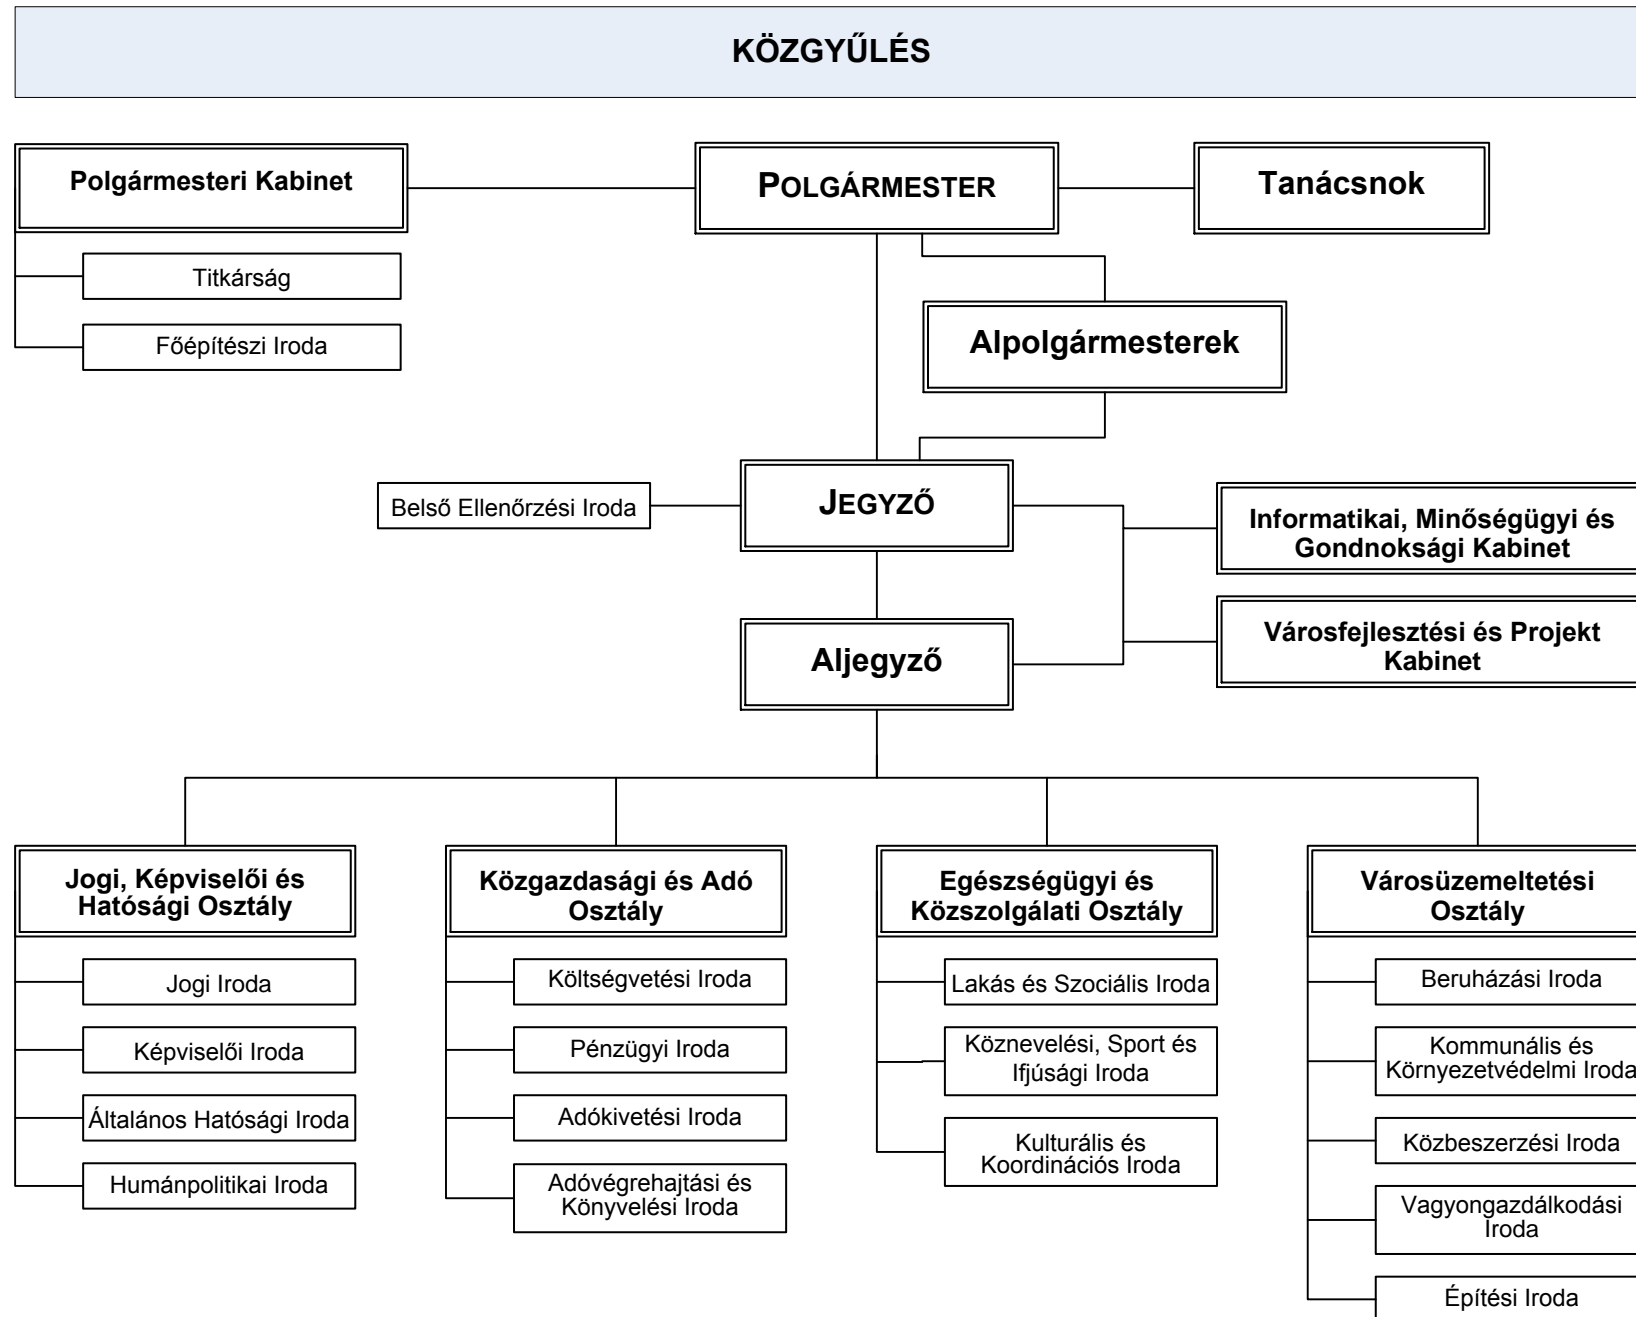 KÖZGYŰLÉS
Polgármesteri Kabinet
POLGÁRMESTER
Tanácsnok
Titkárság
Főépítészi Iroda
Alpolgármesterek
Belső Ellenőrzési Iroda
JEGYZŐ
Informatikai, Minőségügyi és
Gondnoksági Kabinet
Aljegyző
Városfejlesztési és Projekt
Kabinet
Jogi, Képviselői és
Hatósági Osztály
Jogi Iroda
Képviselői Iroda
Általános Hatósági Iroda
Humánpolitikai Iroda
Közgazdasági és Adó
Osztály
Költségvetési Iroda
Pénzügyi Iroda
Adókivetési Iroda
Adóvégrehajtási és
Könyvelési Iroda
Egészségügyi és
Közszolgálati Osztály
Lakás és Szociális Iroda
Köznevelési, Sport és
Ifjúsági Iroda
Kulturális és
Koordinációs Iroda
Városüzemeltetési
Osztály
Beruházási Iroda
Kommunális és
Környezetvédelmi Iroda
Közbeszerzési Iroda
Vagyongazdálkodási
Iroda
Építési Iroda